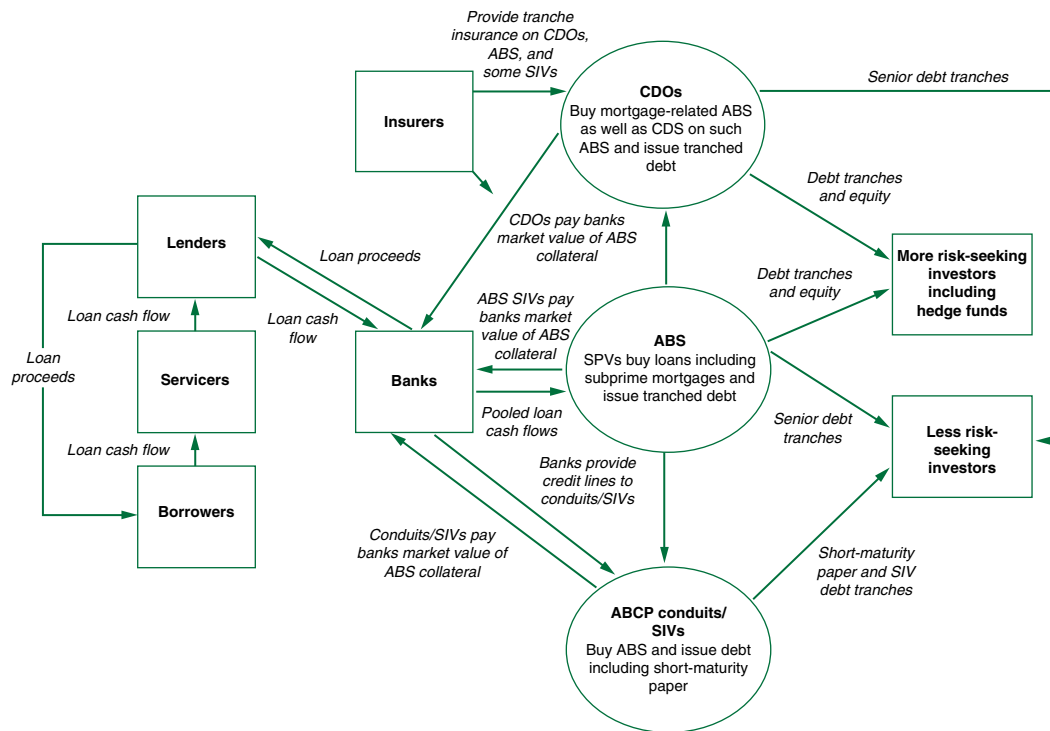 Provide tranche
insurance on CDOs,
ABS, and
some SIVs
Insurers
CDOs
Buy mortgage-related ABS
as well as CDS on such
ABS and issue tranched
debt
Senior debt tranches
Debt tranches
and equity
CDOs pay banks
market value of ABS
collateral
Lenders
Loan proceeds
More risk-seeking
investors
including
hedge funds
Debt tranches
and equity
ABS SIVs pay
banks market
value of ABS
collateral
Loan cash flow
Loan cash
flow
Loan
proceeds
Servicers
Banks
ABS
SPVs buy loans including
subprime mortgages and
issue tranched debt
Pooled loan
cash flows
Senior debt
tranches
Less risk-
seeking
investors
Loan cash flow
Borrowers
Banks provide
credit lines to
conduits/SIVs
Conduits/SIVs pay
banks market value of
ABS collateral
Short-maturity
paper and SIV
debt tranches
ABCP conduits/
SIVs
Buy ABS and issue debt
including short-maturity
paper